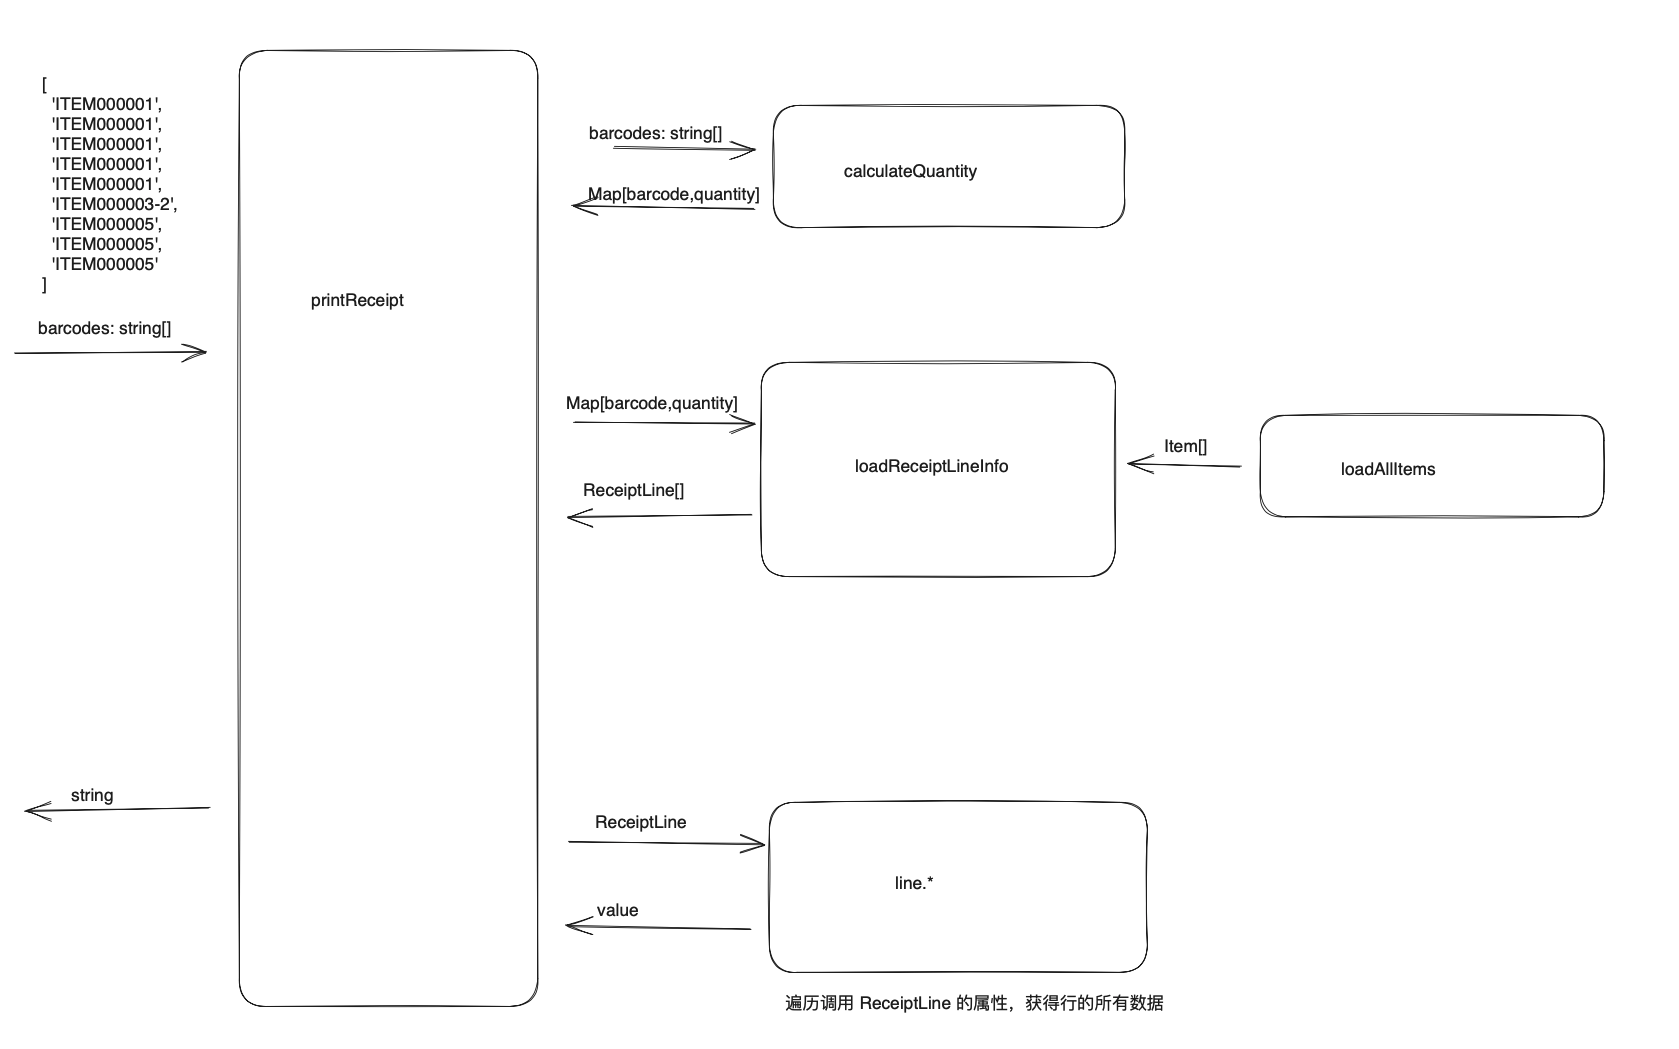 [
'ITEM000001',
'ITEM000001',
'ITEM000001',
'ITEM000001',
'ITEM000001',
'ITEM000003-2',
'ITEM000005',
'ITEM000005',
'ITEM000005'
]
barcodes: string[]
printReceipt
string
barcodes: string[]
Map[barcode,quantity]
calculateQuantity
Map[barcode,quantity]
ReceiptLine[]
loadReceiptLineInfo
Item[]
loadAllItems
ReceiptLine
value
line.*
遍历调用 ReceiptLine 的属性，获得行的所有数据